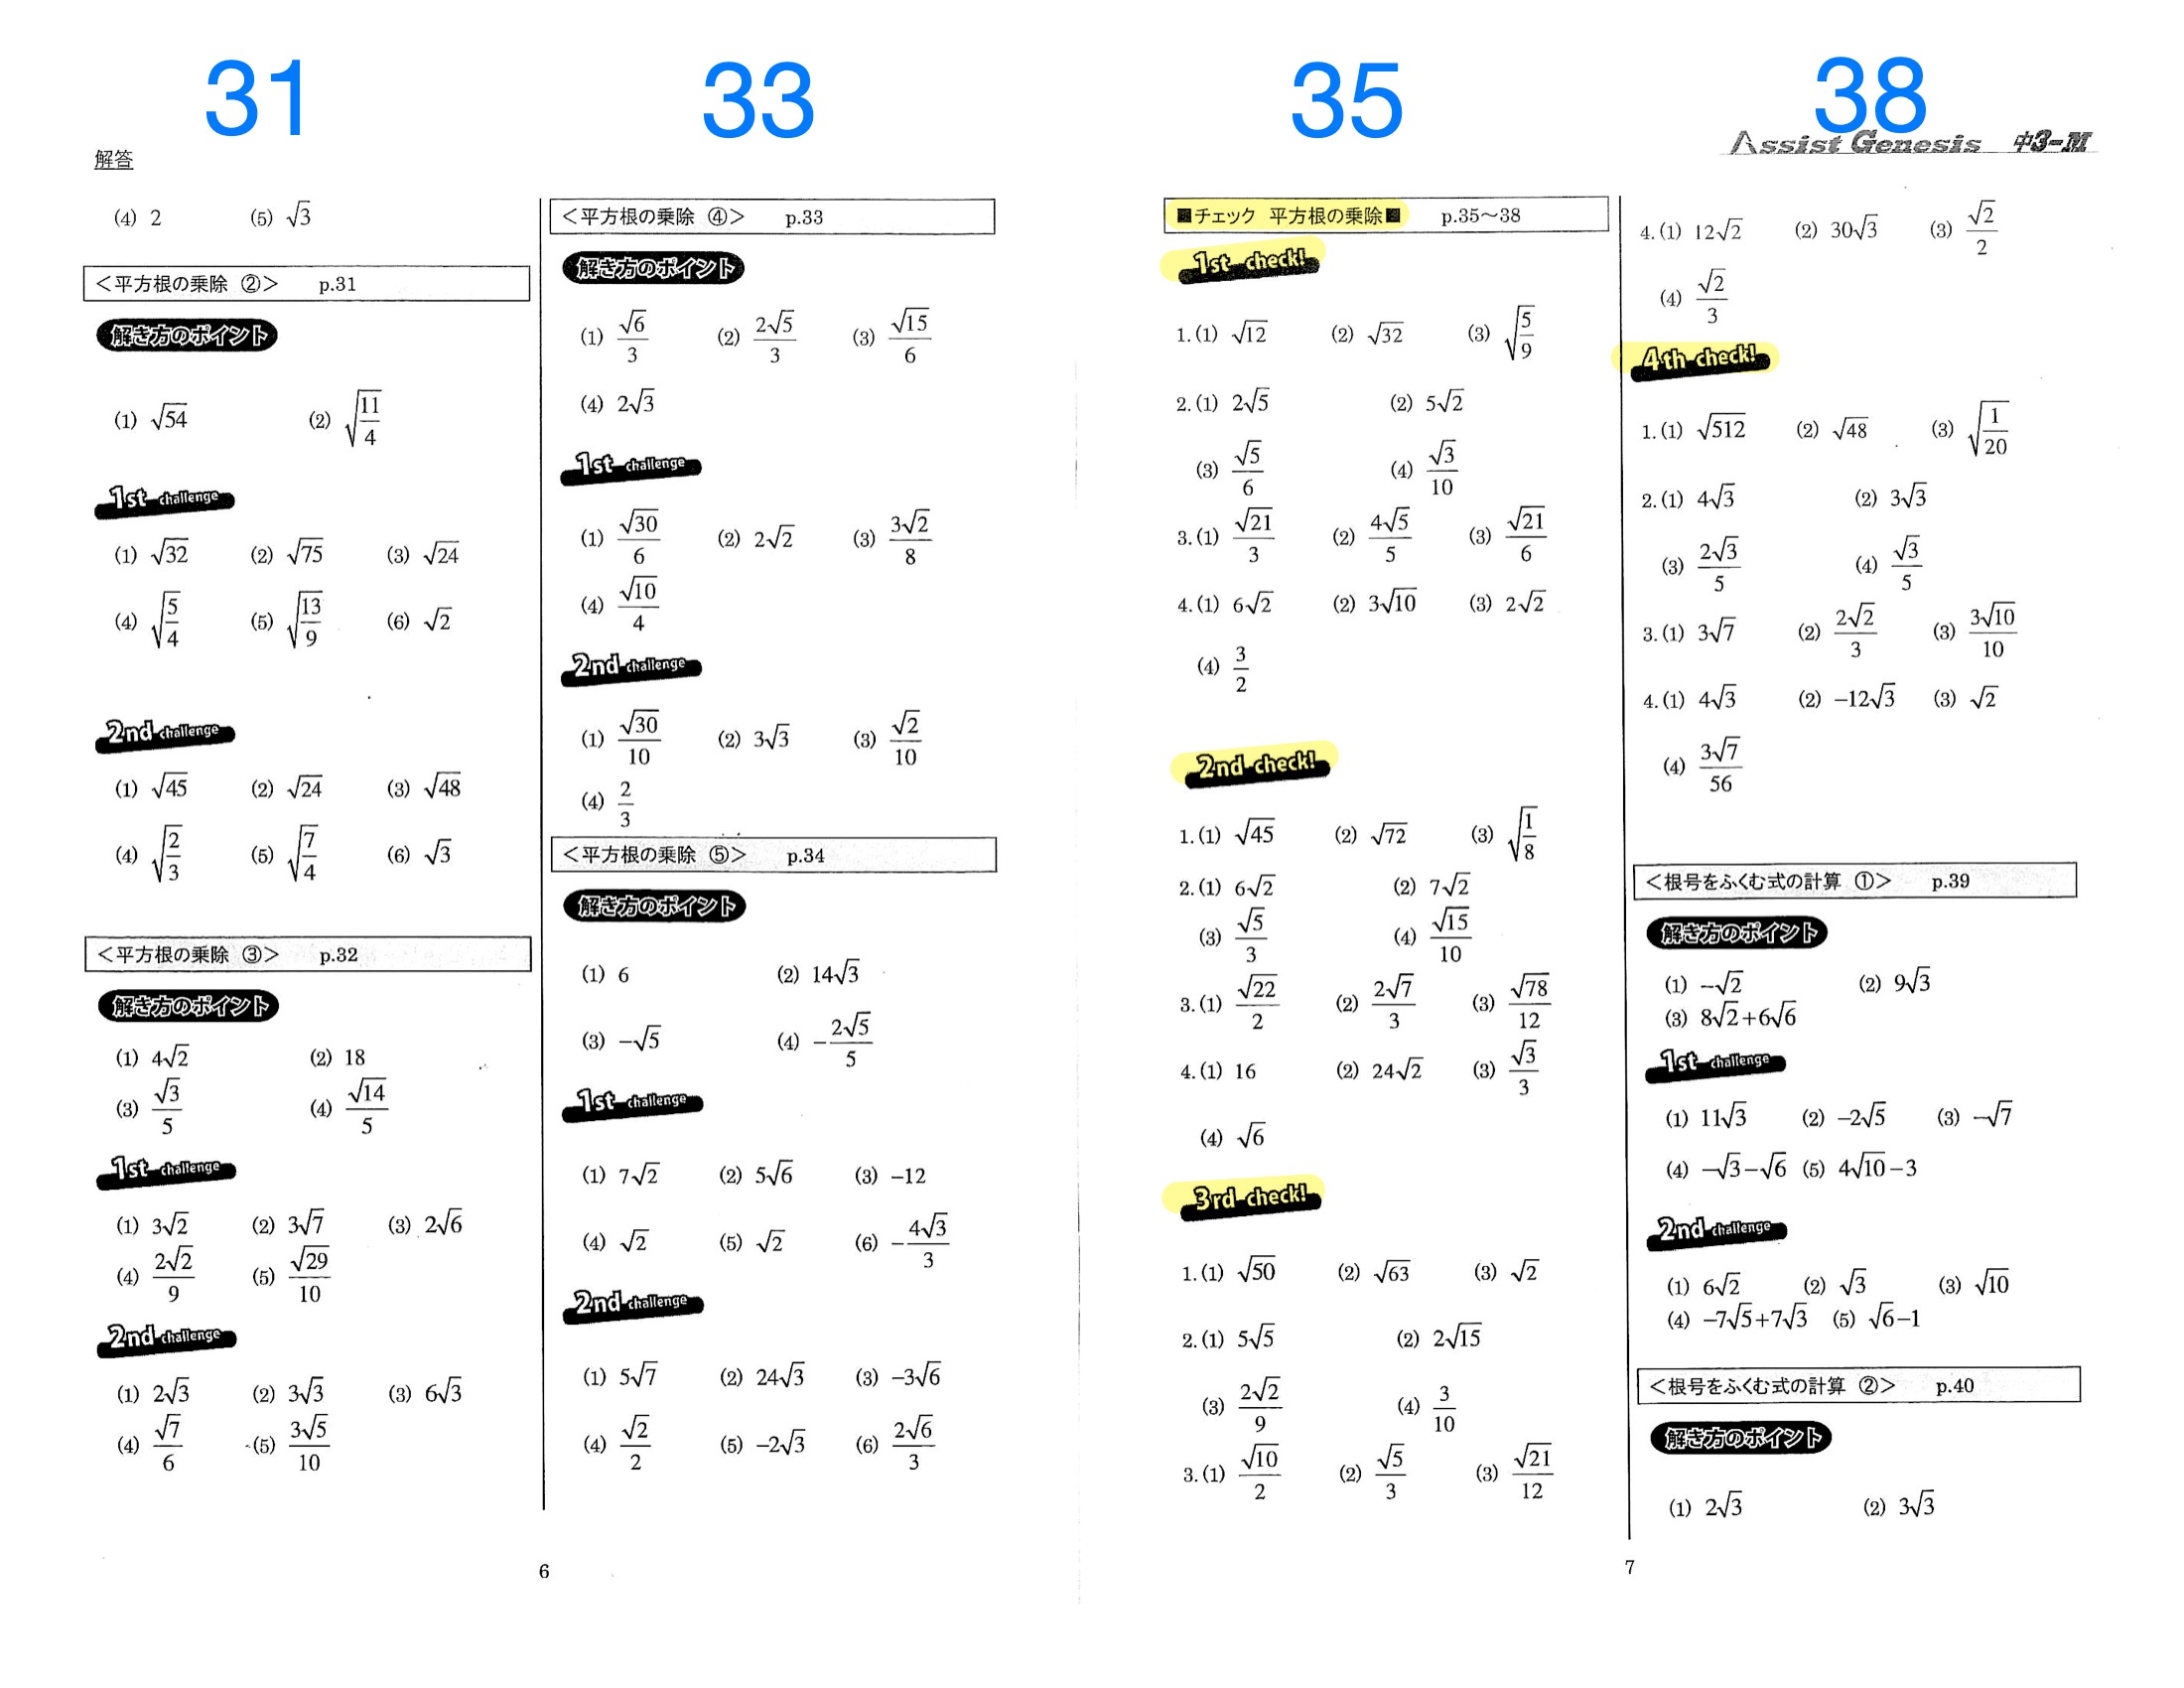 31
33
35
38
解答
Assist Genesis 中3-M
(4) 2 (5) √3
<平方根の乗除 ②> p.31
解き方のポイント
(1) √54 (2) √(11/4)
1st challenge
(1) √32 (2) √75 (3) √24
(4) √(5/4) (5) √(13/9) (6) √2
2nd challenge
(1) √45 (2) √24 (3) √48
(4) √(2/3) (5) √(7/4) (6) √3
<平方根の乗除 ③> p.32
解き方のポイント
(1) 4√2 (2) 18
(3) √3/5 (4) √14/5
1st challenge
(1) 3√2 (2) 3√7 (3) 2√6
(4) 2√2/9 (5) √29/10
2nd challenge
(1) 2√3 (2) 3√3 (3) 6√3
(4) √7/6 (5) 3√5/10
<平方根の乗除 ④> p.33
解き方のポイント
(1) √6/3 (2) 2√5/3 (3) √15/6
(4) 2√3
1st challenge
(1) √30/6 (2) 2√2 (3) 3√2/8
(4) √10/4
2nd challenge
(1) √30/10 (2) 3√3 (3) √2/10
(4) 2/3
<平方根の乗除 ⑤> p.34
解き方のポイント
(1) 6 (2) 14√3
(3) −√5 (4) −2√5/5
1st challenge
(1) 7√2 (2) 5√6 (3) −12
(4) √2 (5) √2 (6) −4√3/3
2nd challenge
(1) 5√7 (2) 24√3 (3) −3√6
(4) √2/2 (5) −2√3 (6) 2√6/3
6
■チェック 平方根の乗除■ p.35〜38
1st check!
1.(1) √12 (2) √32 (3) √(5/9)
2.(1) 2√5 (2) 5√2
(3) √5/6 (4) √3/10
3.(1) √21/3 (2) 4√5/5 (3) √21/6
4.(1) 6√2 (2) 3√10 (3) 2√2
(4) 3/2
2nd check!
1.(1) √45 (2) √72 (3) √(1/8)
2.(1) 6√2 (2) 7√2
(3) √5/3 (4) √15/10
3.(1) √22/2 (2) 2√7/3 (3) √78/12
4.(1) 16 (2) 24√2 (3) √3/3
(4) √6
3rd check!
1.(1) √50 (2) √63 (3) √2
2.(1) 5√5 (2) 2√15
(3) 2√2/9 (4) 3/10
3.(1) √10/2 (2) √5/3 (3) √21/12
4.(1) 12√2 (2) 30√3 (3) √2/2
(4) √2/3
4th check!
1.(1) √512 (2) √48 (3) √(1/20)
2.(1) 4√3 (2) 3√3
(3) 2√3/5 (4) √3/5
3.(1) 3√7 (2) 2√2/3 (3) 3√10/10
4.(1) 4√3 (2) −12√3 (3) √2
(4) 3√7/56
<根号をふくむ式の計算 ①> p.39
解き方のポイント
(1) −√2 (2) 9√3
(3) 8√2+6√6
1st challenge
(1) 11√3 (2) −2√5 (3) −√7
(4) −√3−√6 (5) 4√10−3
2nd challenge
(1) 6√2 (2) √3 (3) √10
(4) −7√5+7√3 (5) √6−1
<根号をふくむ式の計算 ②> p.40
解き方のポイント
(1) 2√3 (2) 3√3
7